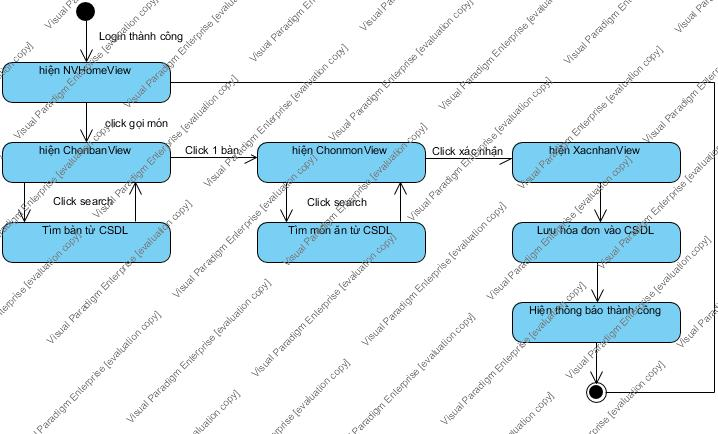 Login thành công
hiện NVHomeView
click gọi món
hiện ChonbanView
Click 1 bàn
hiện ChonmonView
Click xác nhận
hiện XacnhanView
Click search
Click search
Tìm bàn từ CSDL
Tìm món ăn từ CSDL
Lưu hóa đơn vào CSDL
Hiện thông báo thành công
Visual Paradigm Enterprise [evaluation copy]